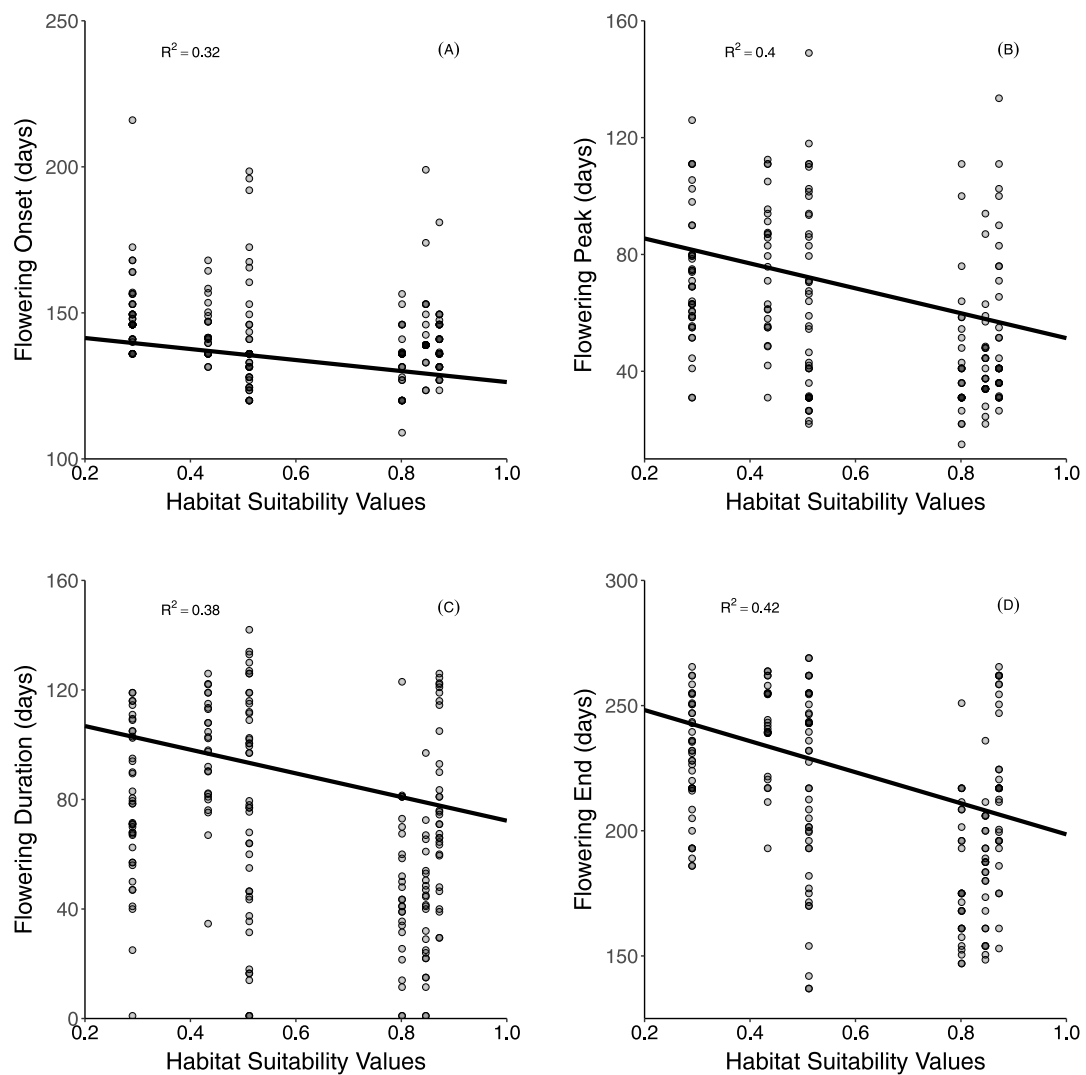 250
200
150
100
0.2 0.4 0.6 0.8 1.0
Habitat Suitability Values
Flowering Onset (days)
R² = 0.32
(A)
160
120
80
40
0.2 0.4 0.6 0.8 1.0
Habitat Suitability Values
Flowering Peak (days)
R² = 0.4
(B)
160
120
80
40
0
0.2 0.4 0.6 0.8 1.0
Habitat Suitability Values
Flowering Duration (days)
R² = 0.38
(C)
300
250
200
150
0.2 0.4 0.6 0.8 1.0
Habitat Suitability Values
Flowering End (days)
R² = 0.42
(D)